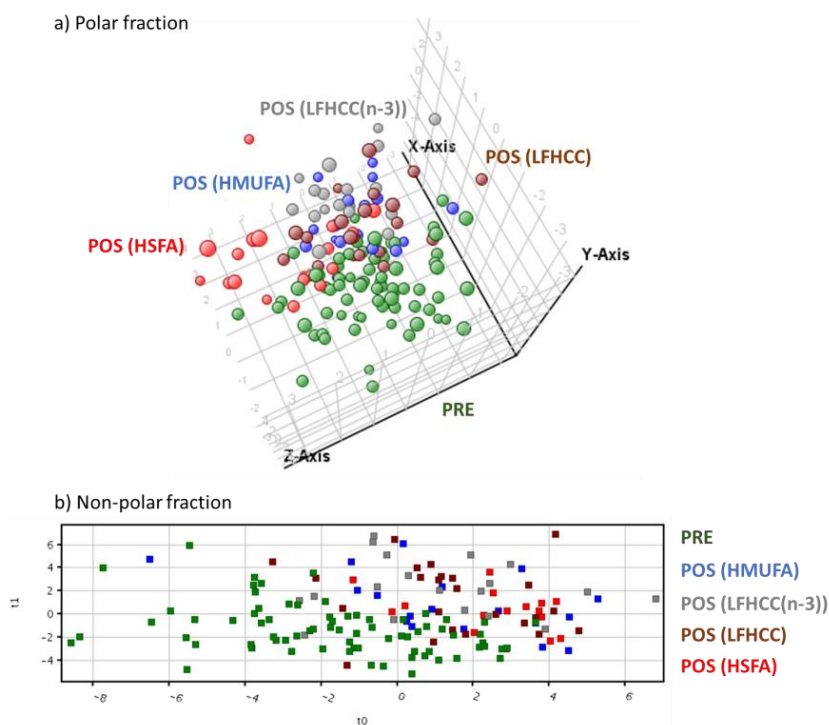 a) Polar fraction
POS (LFHCC(n-3))
X-Axis
POS (LFHCC)
POS (HMUFA)
POS (HSFA)
Y-Axis
PRE
Z-Axis
b) Non-polar fraction
PRE
POS (HMUFA)
POS (LFHCC(n-3))
POS (LFHCC)
POS (HSFA)
t1
6
4
2
0
-2
-4
-8 -6 -4 -2 0 2 4 6
t0